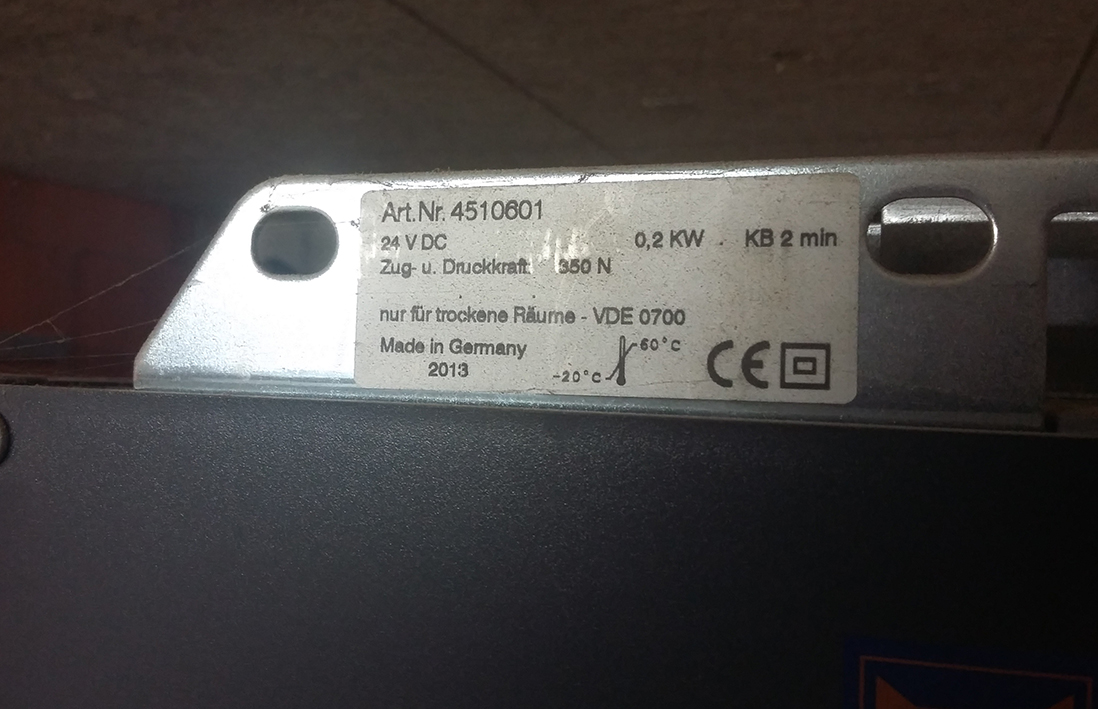 Art.Nr. 4510601
24 V DC 0,2 KW . KB 2 min
Zug- u. Druckkraft 350 N
nur für trockene Räume - VDE 0700
Made in Germany
2013
-20°C 60°C CE